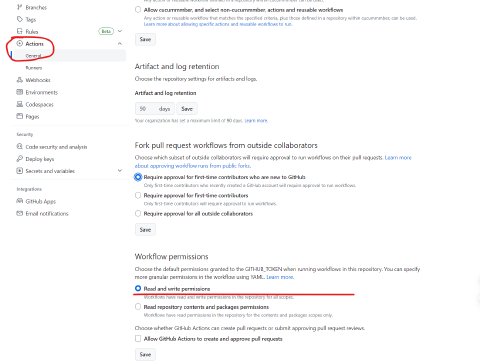 Branches
Tags
Rules Beta
Actions
General
Runners
Webhooks
Environments
Codespaces
Pages
Security
Code security and analysis
Deploy keys
Secrets and variables
Integrations
GitHub Apps
Email notifications
Allow cucummmber, and select non-cucummmber, actions and reusable workflows
Any action or reusable workflow that matches the specified criteria, plus those defined in a repository within cucummmber, can be used.
Learn more about allowing specific actions and reusable workflows to run.
Save
Artifact and log retention
Choose the repository settings for artifacts and logs.
Artifact and log retention
90 days Save
Your organization has set a maximum limit of 90 days. Learn more.
Fork pull request workflows from outside collaborators
Choose which subset of outside collaborators will require approval to run workflows on their pull requests. Learn more
about approving workflow runs from public forks.
Require approval for first-time contributors who are new to GitHub
Only first-time contributors who recently created a GitHub account will require approval to run workflows.
Require approval for first-time contributors
Only first-time contributors will require approval to run workflows.
Require approval for all outside collaborators
Save
Workflow permissions
Choose the default permissions granted to the GITHUB_TOKEN when running workflows in this repository. You can specify
more granular permissions in the workflow using YAML. Learn more.
Read and write permissions
Workflows have read and write permissions in the repository for all scopes.
Read repository contents and packages permissions
Workflows have read permissions in the repository for the contents and packages scopes only.
Choose whether GitHub Actions can create pull requests or submit approving pull request reviews.
Allow GitHub Actions to create and approve pull requests
Save